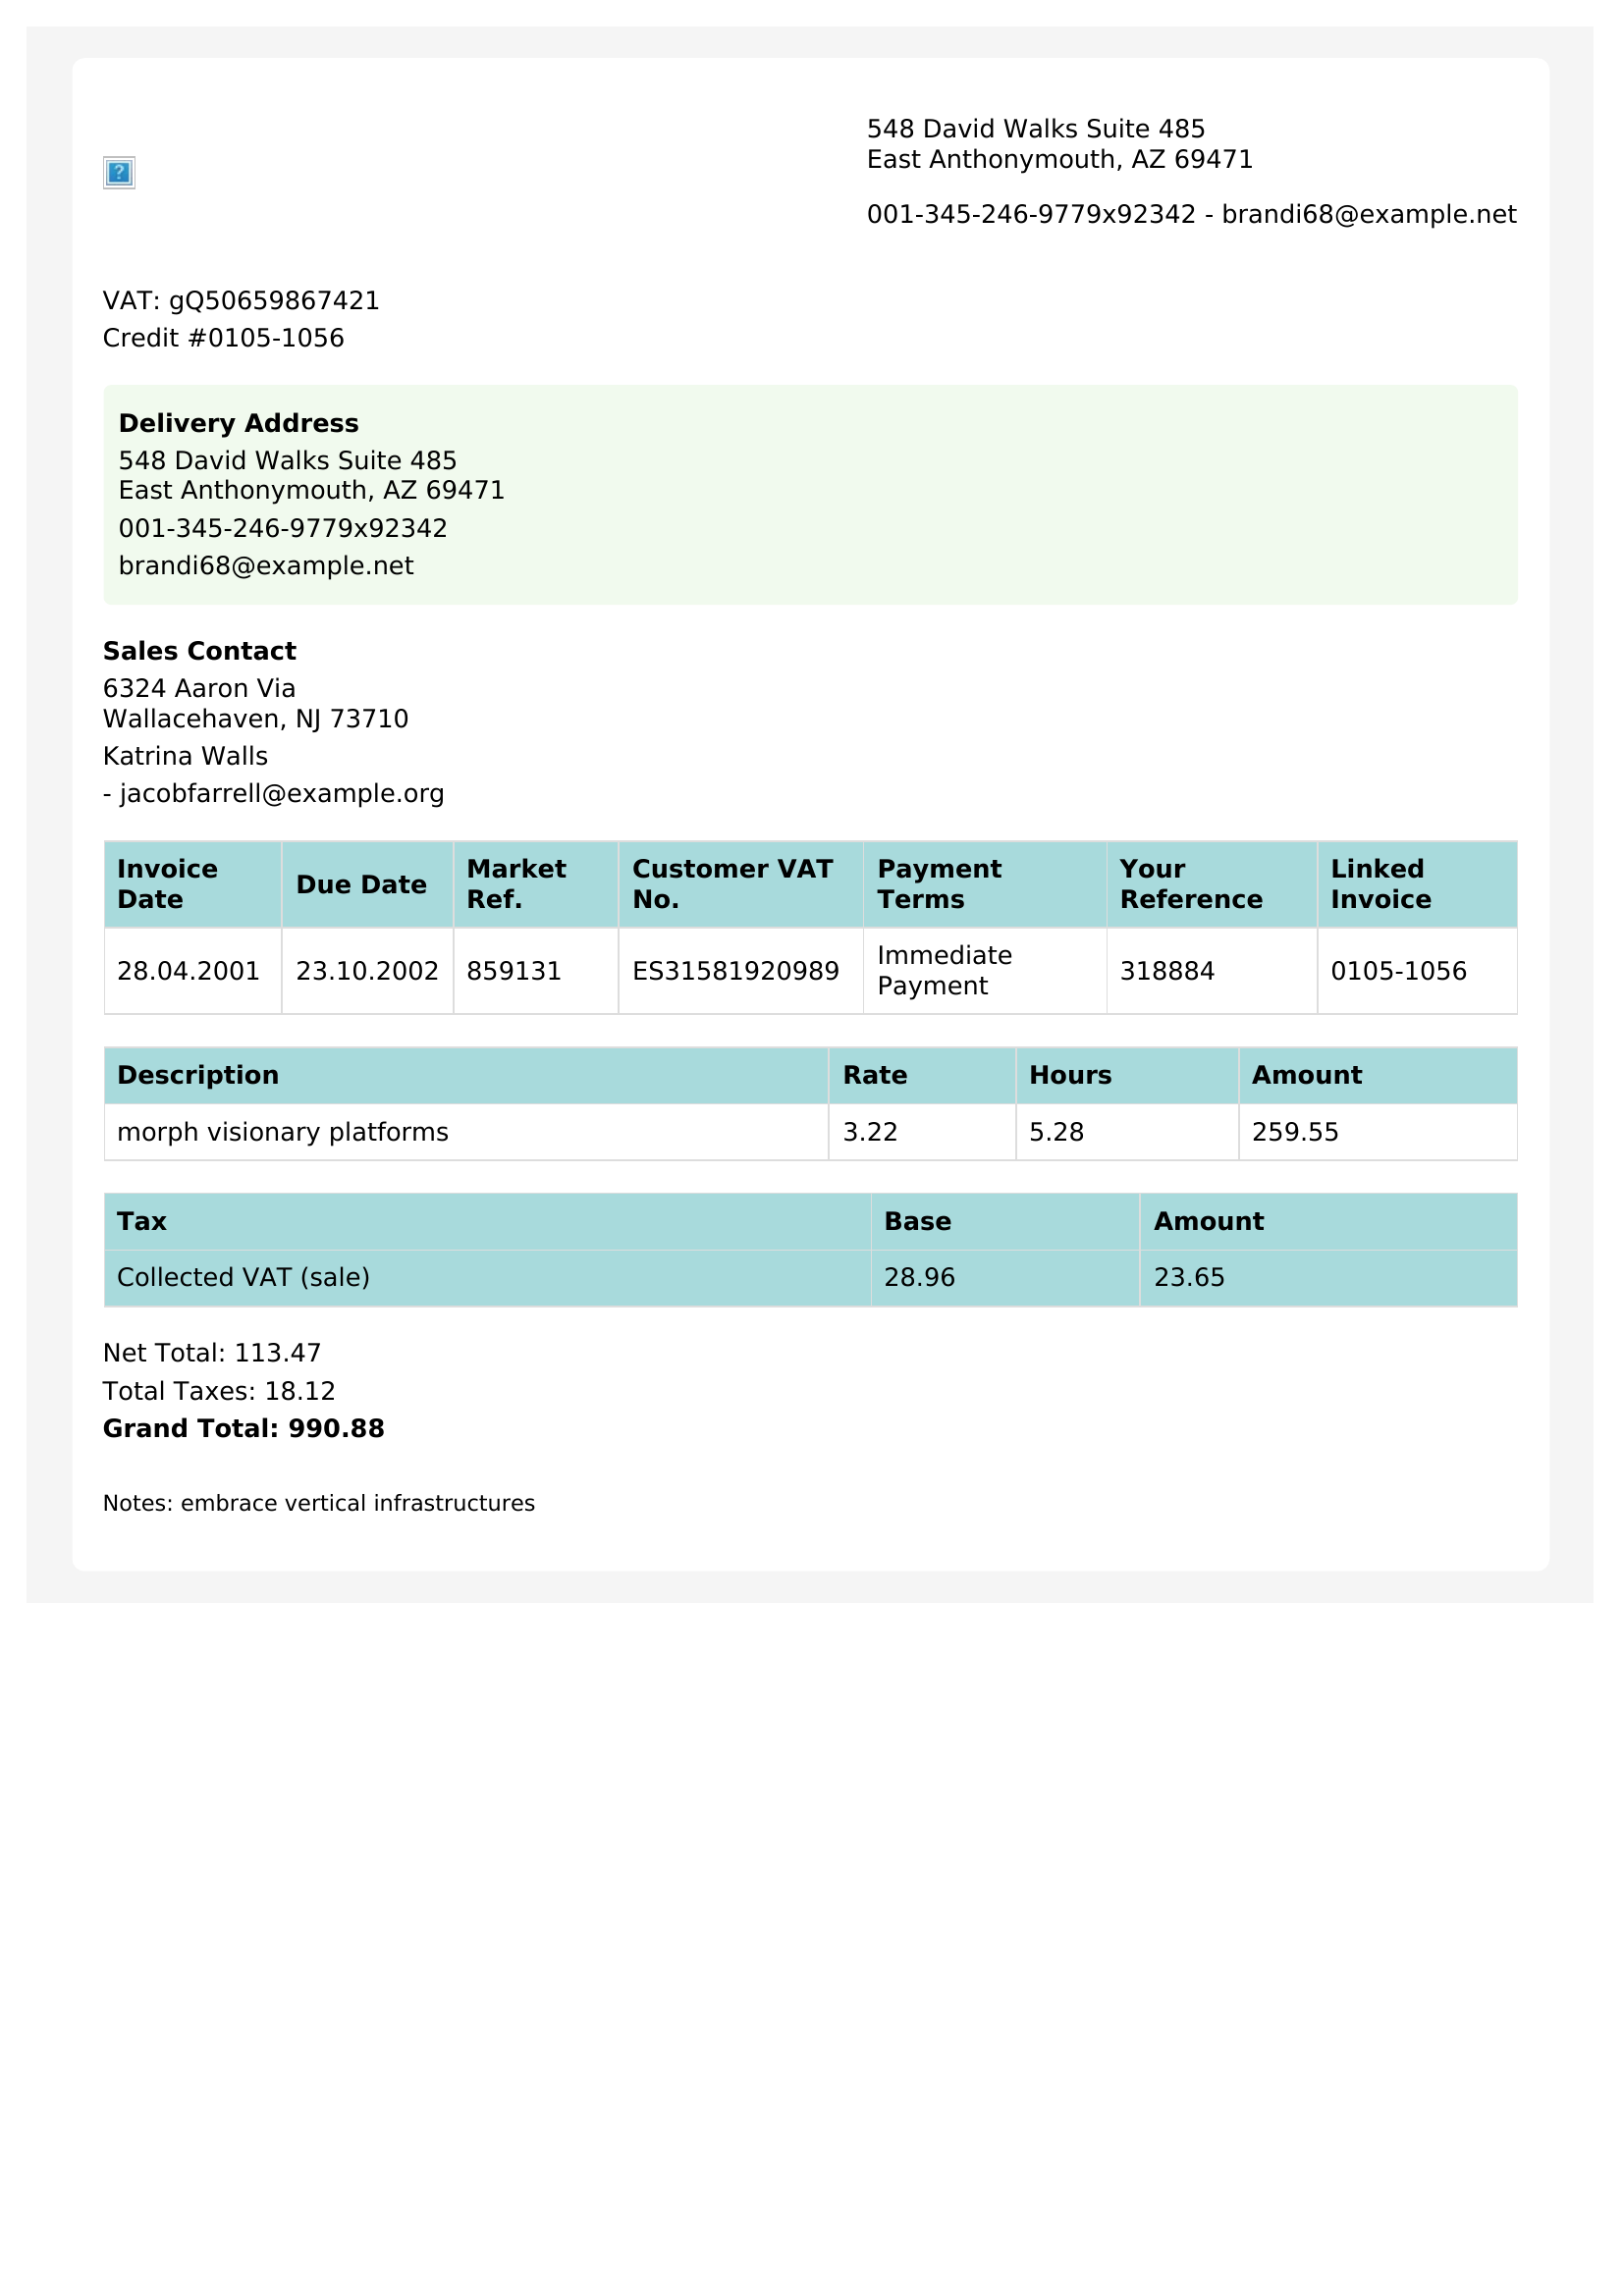 548 David Walks Suite 485
East Anthonymouth, AZ 69471
001-345-246-9779x92342 - brandi68@example.net
VAT: gQ50659867421
Credit #0105-1056
Delivery Address
548 David Walks Suite 485
East Anthonymouth, AZ 69471
001-345-246-9779x92342
brandi68@example.net
Sales Contact
6324 Aaron Via
Wallacehaven, NJ 73710
Katrina Walls
- jacobfarrell@example.org
Invoice Date Due Date Market Ref. Customer VAT No. Payment Terms Your Reference Linked Invoice
28.04.2001 23.10.2002 859131 ES31581920989 Immediate Payment 318884 0105-1056
Description Rate Hours Amount
morph visionary platforms 3.22 5.28 259.55
Tax Base Amount
Collected VAT (sale) 28.96 23.65
Net Total: 113.47
Total Taxes: 18.12
Grand Total: 990.88
Notes: embrace vertical infrastructures